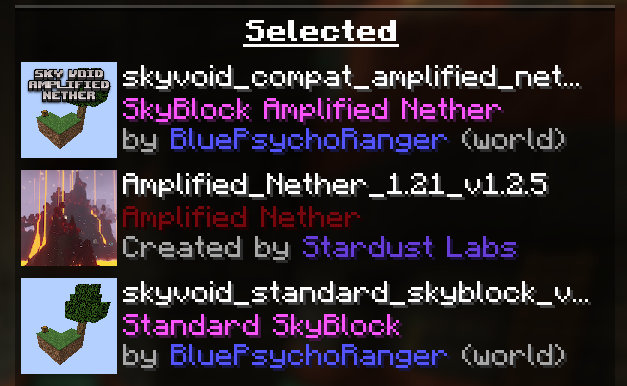 Selected
SKY VOID
AMPLIFIED
NETHER
skyvoid_compat_amplified_net...
SkyBlock Amplified Nether
by BluePsychoRanger (world)
Amplified_Nether_1.21_v1.2.5
Amplified Nether
Created by Stardust Labs
skyvoid_standard_skyblock_v...
Standard SkyBlock
by BluePsychoRanger (world)